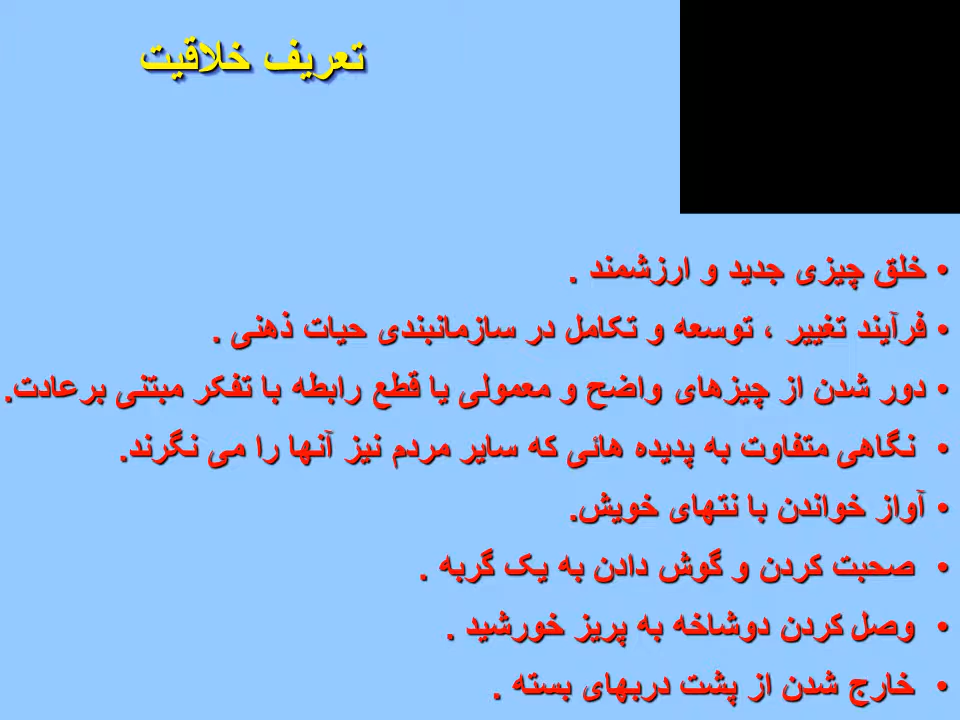 تعریف خلاقیت
• خلق چیزی جدید و ارزشمند .
• فرآیند تغییر ، توسعه و تکامل در سازمانبندی حیات ذهنی .
• دور شدن از چیزهای واضح و معمولی یا قطع رابطه با تفکر مبتنی برعادت.
• نگاهی متفاوت به پدیده هائی که سایر مردم نیز آنها را می نگرند.
• آواز خواندن با نتهای خویش.
• صحبت کردن و گوش دادن به یک گربه .
• وصل کردن دوشاخه به پریز خورشید .
• خارج شدن از پشت دربهای بسته .